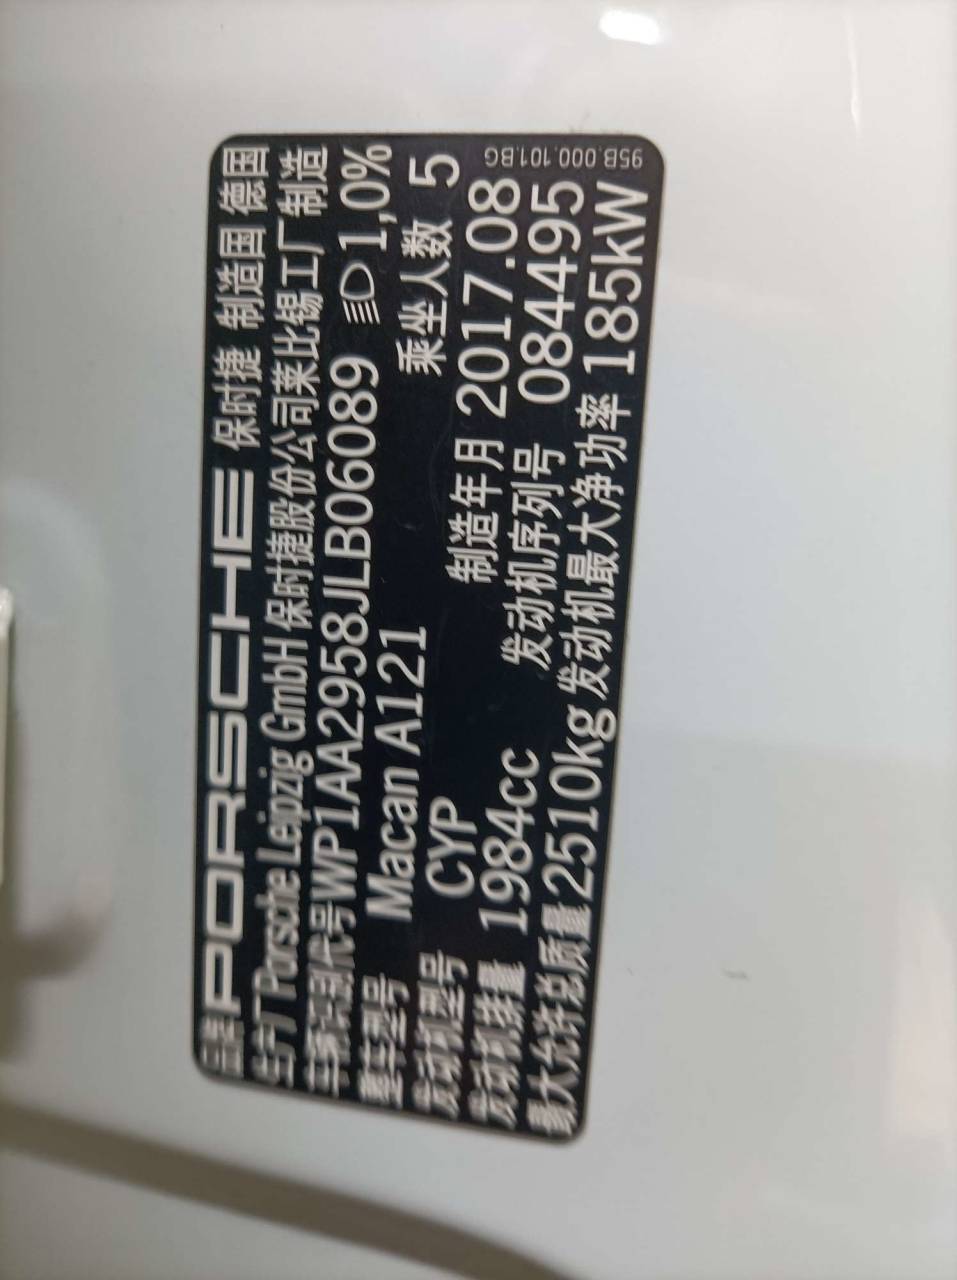 品牌 PORSCHE 保时捷 制造国 德国
生产厂 Porsche Leipzig GmbH 保时捷股份公司莱比锡工厂 制造
车辆识别代号 WP1AA2958JLB06089 1,0%
整车型号 Macan A121 乘坐人数 5
发动机型号 CYP 制造年月 2017.08
发动机排量 1984cc 发动机序列号 084495
最大允许总质量 2510kg 发动机最大净功率 185kW
95B.000.101.BG